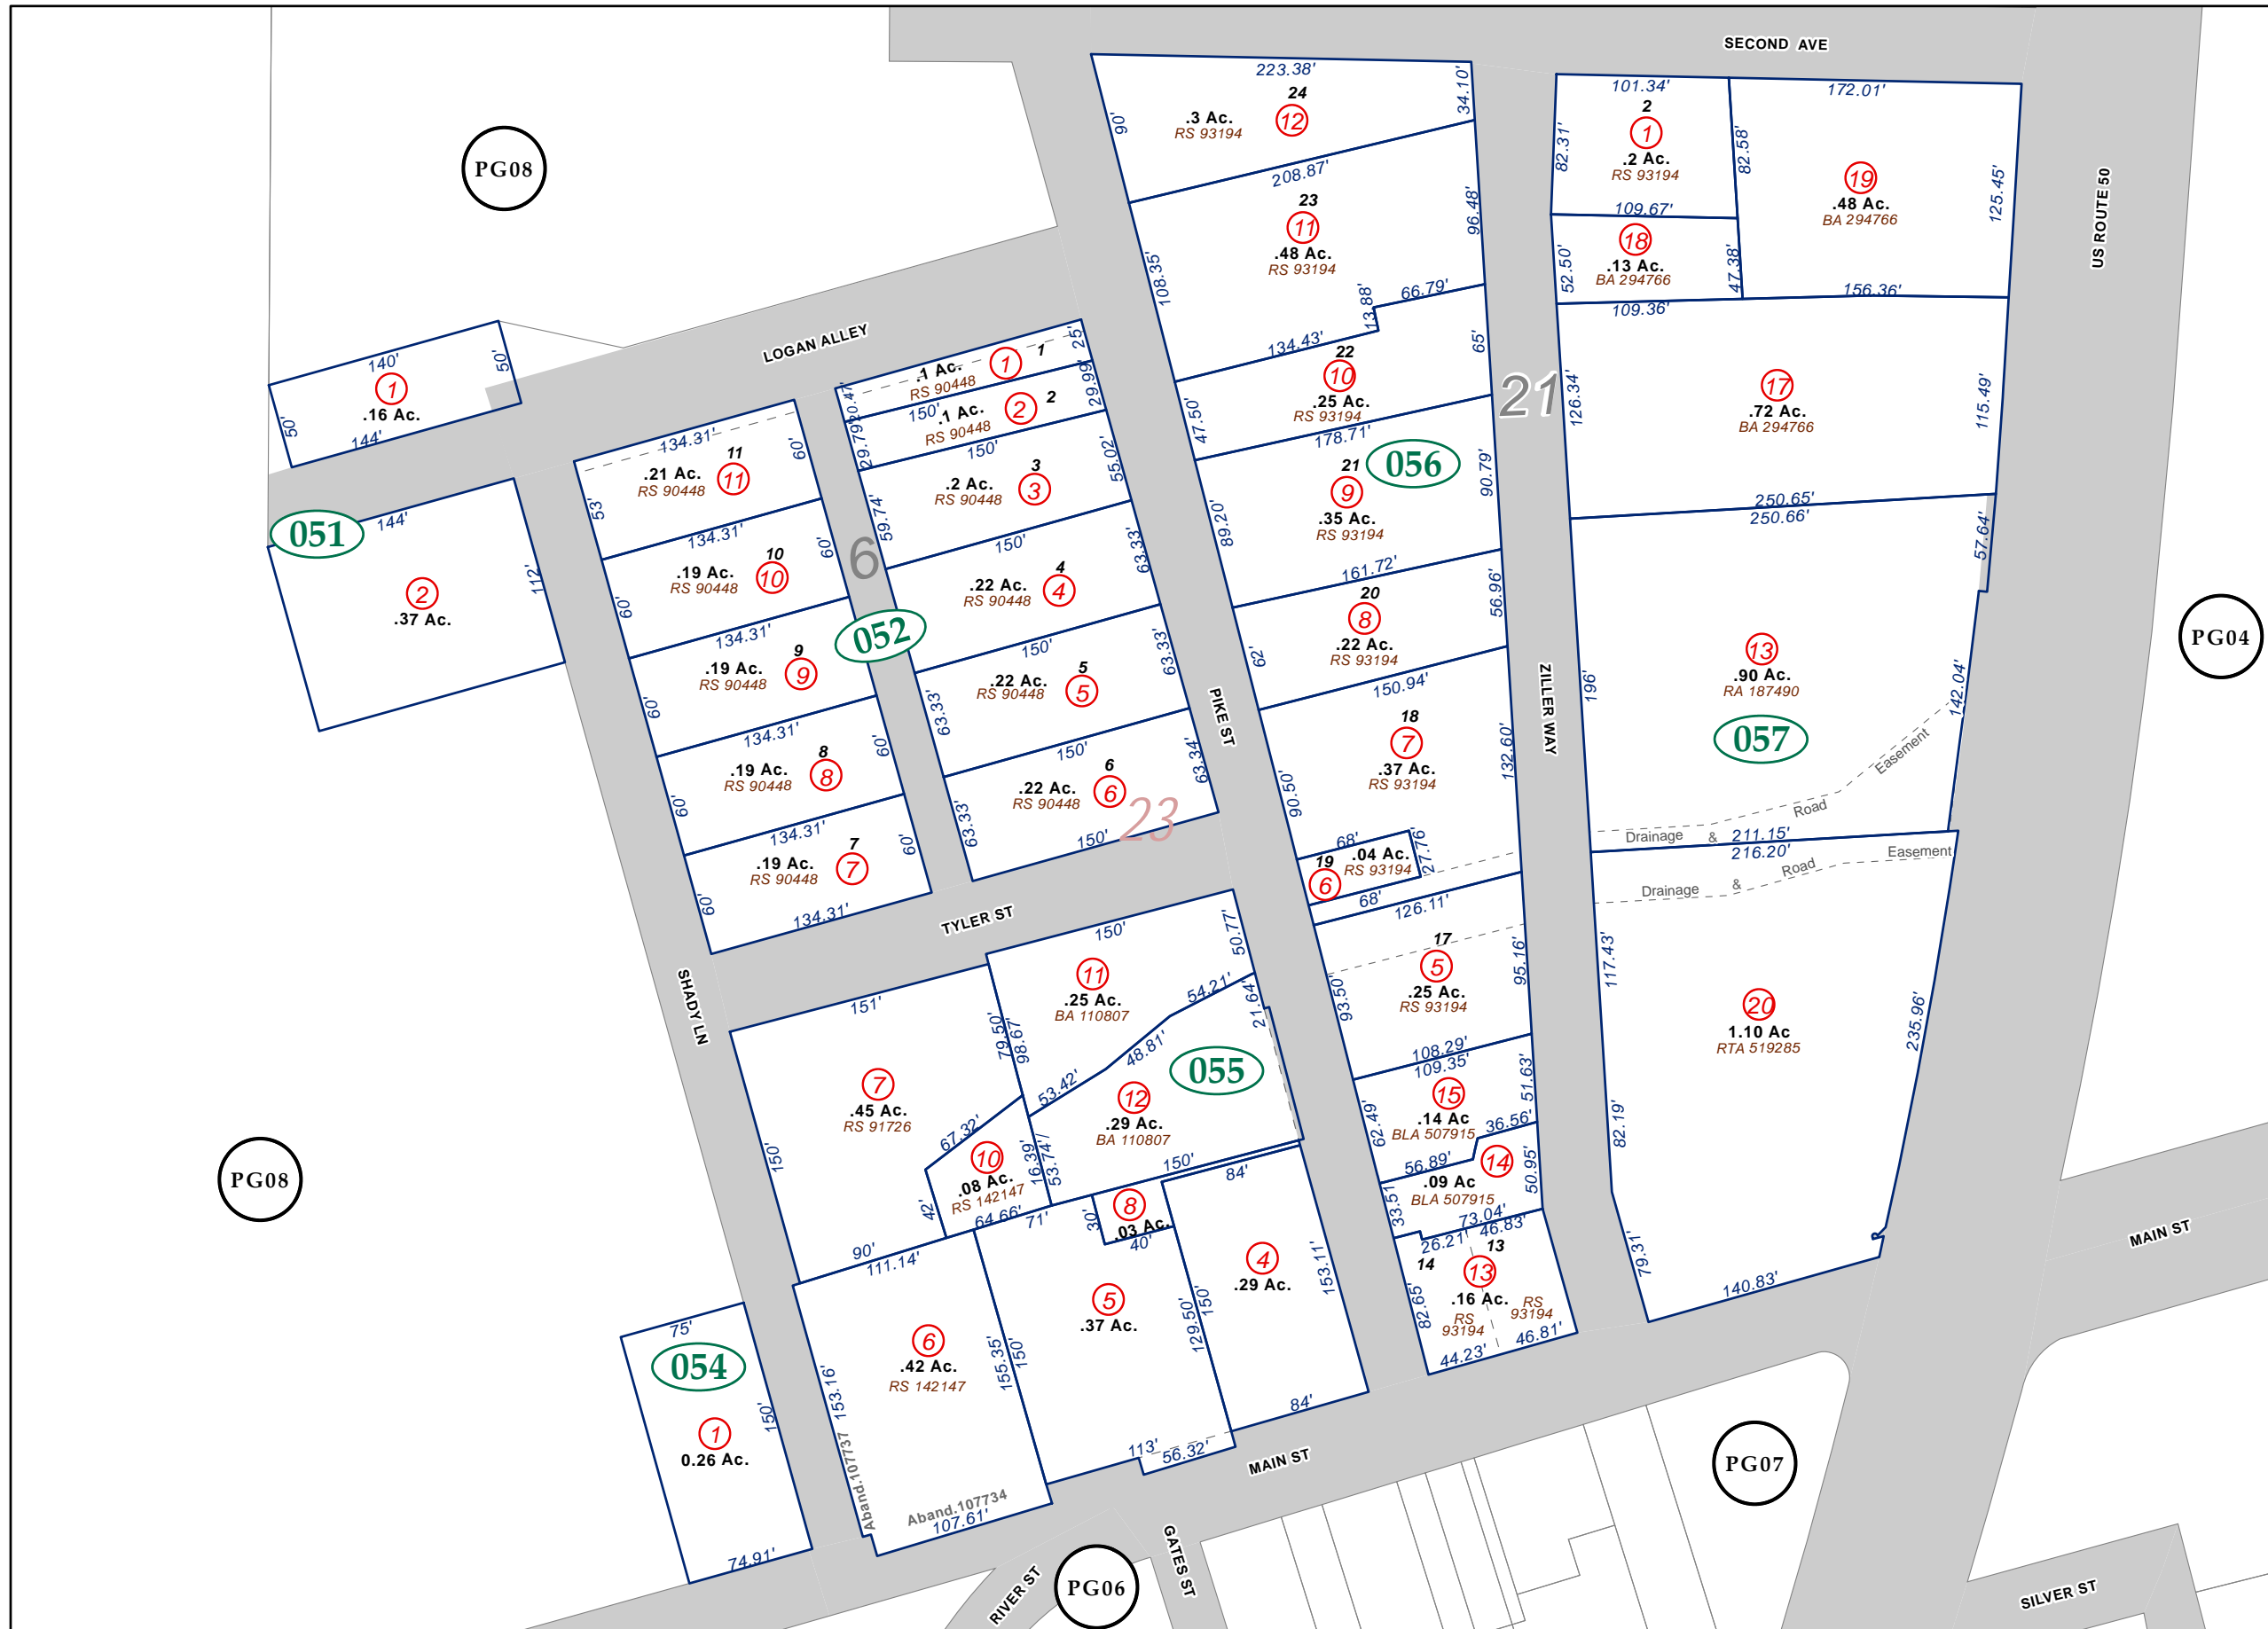 SECOND AVE
223.38'
34.10'
24
12
.3 Ac.
RS 93194
90'
101.34'
2
1
.2 Ac.
RS 93194
82.31'
82.58'
172.01'
19
.48 Ac.
BA 294766
125.45'
US ROUTE 50
PG08
208.87'
23
11
.48 Ac.
RS 93194
96.48'
108.35'
13.88'
66.79'
134.43'
109.67'
18
.13 Ac.
BA 294766
52.50'
47.38'
156.36'
109.36'
LOGAN ALLEY
140'
50'
1
.16 Ac.
50'
144'
25'
1
1
.1 Ac.
RS 90448
20.47'
29.99'
150'
2
2
.1 Ac.
RS 90448
29.79'
22
10
.25 Ac.
RS 93194
65'
47.50'
178.71'
21
126.34'
17
.72 Ac.
BA 294766
115.49'
134.31'
60'
11
11
.21 Ac.
RS 90448
53'
150'
55.02'
3
3
.2 Ac.
RS 90448
59.74'
056
21
9
.35 Ac.
RS 93194
90.79'
89.20'
250.65'
250.66'
57.64'
051
144'
112'
2
.37 Ac.
134.31'
60'
10
10
.19 Ac.
RS 90448
60'
6
150'
63.33'
4
4
.22 Ac.
RS 90448
161.72'
20
8
.22 Ac.
RS 93194
56.96'
62'
052
134.31'
9
9
.19 Ac.
RS 90448
60'
150'
63.33'
5
5
.22 Ac.
RS 90448
63.33'
PG04
196'
13
.90 Ac.
RA 187490
142.04'
057
PIKE ST
ZILLER WAY
150.94'
18
7
.37 Ac.
RS 93194
132.60'
90.50'
134.31'
60'
8
8
.19 Ac.
RS 90448
60'
150'
63.34'
6
6
.22 Ac.
RS 90448
63.33'
150'
23
Easement
Road
&
Drainage
211.15'
216.20'
Easement
Road
&
Drainage
134.31'
60'
7
7
.19 Ac.
RS 90448
60'
134.31'
68'
27.76'
19
.04 Ac.
RS 93194
6
68'
126.11'
TYLER ST
SHADY LN
150'
50.77'
11
.25 Ac.
BA 110807
98.67'
79.50'
151'
17
5
.25 Ac.
RS 93194
95.16'
93.50'
117.43'
20
1.10 Ac
RTA 519285
235.96'
54.21'
21.64'
48.81'
53.42'
055
12
.29 Ac.
BA 110807
7
.45 Ac.
RS 91726
150'
67.32'
16.39'
53.74'/
10
.08 Ac.
RS 142147
42'
64.66'
108.29'
109.35'
15
.14 Ac
BLA 507915
51.63'
62.49'
36.56'
56.89'
14
.09 Ac
BLA 507915
50.95'
33.51'
82.19'
PG08
150'
84'
71'
30'
8
.03 Ac.
40'
90'
111.14'
4
.29 Ac.
153.11'
73.04'
26.21'
46.83'
13
14
13
.16 Ac.
RS
93194
RS
93194
82.65'
44.23'
46.81'
79.31'
R
140.83'
MAIN ST
75'
054
1
0.26 Ac.
150'
74.91'
6
.42 Ac.
RS 142147
153.16'
155.35'
150'
5
.37 Ac.
129.50'
150'
84'
113'
56.32'
MAIN ST
Aband.107737
Aband.107734
107.61'
PG07
GATES ST
RIVER ST
PG06
SILVER ST